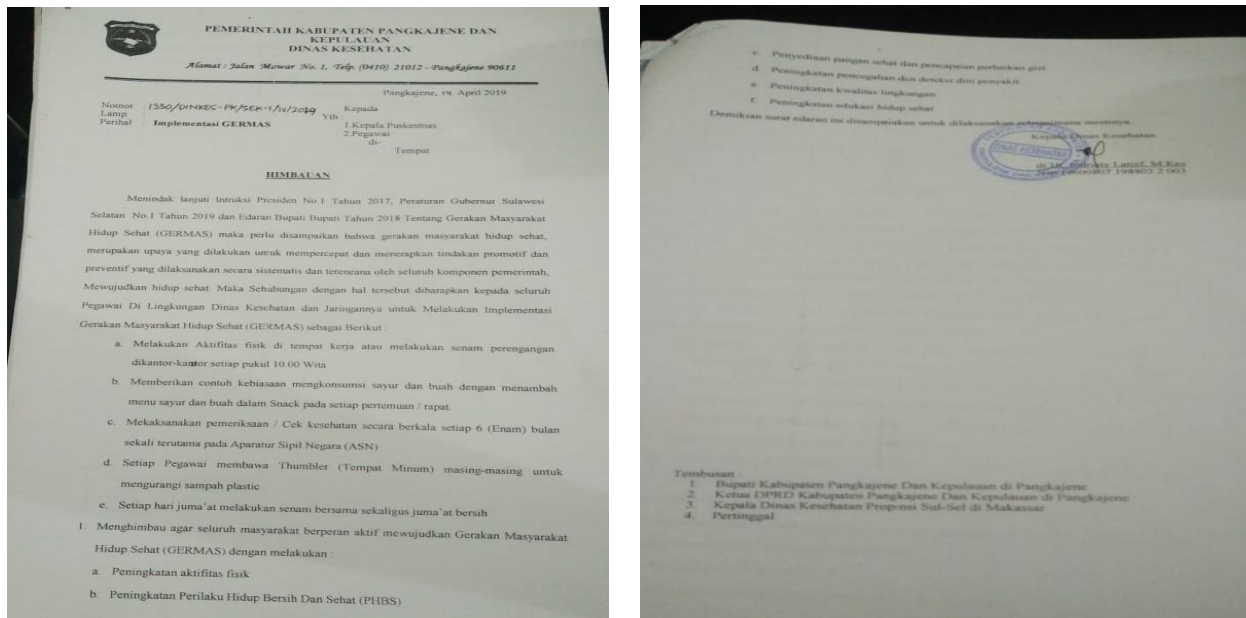 PEMERINTAH KABUPATEN PANGKAJENE DAN
KEPULAUAN
DINAS KESEHATAN
Alamat : Jalan Mawar No. 1, Telp. (0410) 21012 - Pangkajene 90611
Pangkajene, April 2019
Nomor : 1330/DINKES-PK/SEK-1/IV/2019
Lamp. :
Perihal : Implementasi GERMAS
Kepada
Yth :
1.Kepala Puskesmas
2.Pegawai
di-
Tempat
HIMBAUAN
Menindak lanjuti Intruksi Presiden No.1 Tahun 2017, Peraturan Gubernur Sulawesi
Selatan No.1 Tahun 2019 dan Edaran Bupati Bupati Tahun 2018 Tentang Gerakan Masyarakat
Hidup Sehat (GERMAS) maka perlu disampaikan bahwa gerakan masyarakat hidup sehat,
merupakan upaya yang dilakukan untuk mempercepat dan menerapkan tindakan promotif dan
preventif yang dilaksanakan secara sistematis dan terencana oleh seluruh komponen pemerintah,
Mewujudkan hidup sehat. Maka Sehubungan dengan hal tersebut diharapkan kepada seluruh
Pegawai Di Lingkungan Dinas Kesehatan dan Jaringannya untuk Melakukan Implementasi
Gerakan Masyarakat Hidup Sehat (GERMAS) sebagai Berikut :
a. Melakukan Aktifitas fisik di tempat kerja atau melakukan senam perengangan
dikantor-kantor setiap pukul 10.00 Wita
b. Memberikan contoh kebiasaan mengkonsumsi sayur dan buah dengan menambah
menu sayur dan buah dalam Snack pada setiap pertemuan / rapat.
c. Mekaksanakan pemeriksaan / Cek kesehatan secara berkala setiap 6 (Enam) bulan
sekali terutama pada Aparatur Sipil Negara (ASN)
d. Setiap Pegawai membawa Thumbler (Tempat Minum) masing-masing untuk
mengurangi sampah plastic
e. Setiap hari juma'at melakukan senam bersama sekaligus juma'at bersih
1. Menghimbau agar seluruh masyarakat berperan aktif mewujudkan Gerakan Masyarakat
Hidup Sehat (GERMAS) dengan melakukan :
a. Peningkatan aktifitas fisik
b. Peningkatan Perilaku Hidup Bersih Dan Sehat (PHBS)
c. Penyediaan pangan sehat dan pencapaian perbaikan gizi
d. Peningkatan pencegahan dan deteksi dini penyakit
e. Peningkatan kwalitas lingkungan
f. Peningkatan edukasi hidup sehat
Demikian surat edaran ini disampaiakan untuk dilaksanakan sebagaimana mestinya.
Kepala Dinas Kesehatan
DINAS KESEHATAN
Latief, M.Kes
198803 2 003
Tembusan
1. Bupati Kabupaten Pangkajene Dan Kepulauan di Pangkajene
2. Ketua DPRD Kabupaten Pangkajene Dan Kepulauan di Pangkajene
3. Kepala Dinas Kesehatan Propinsi Sul-Sel di Makassar
4. Pertinggal